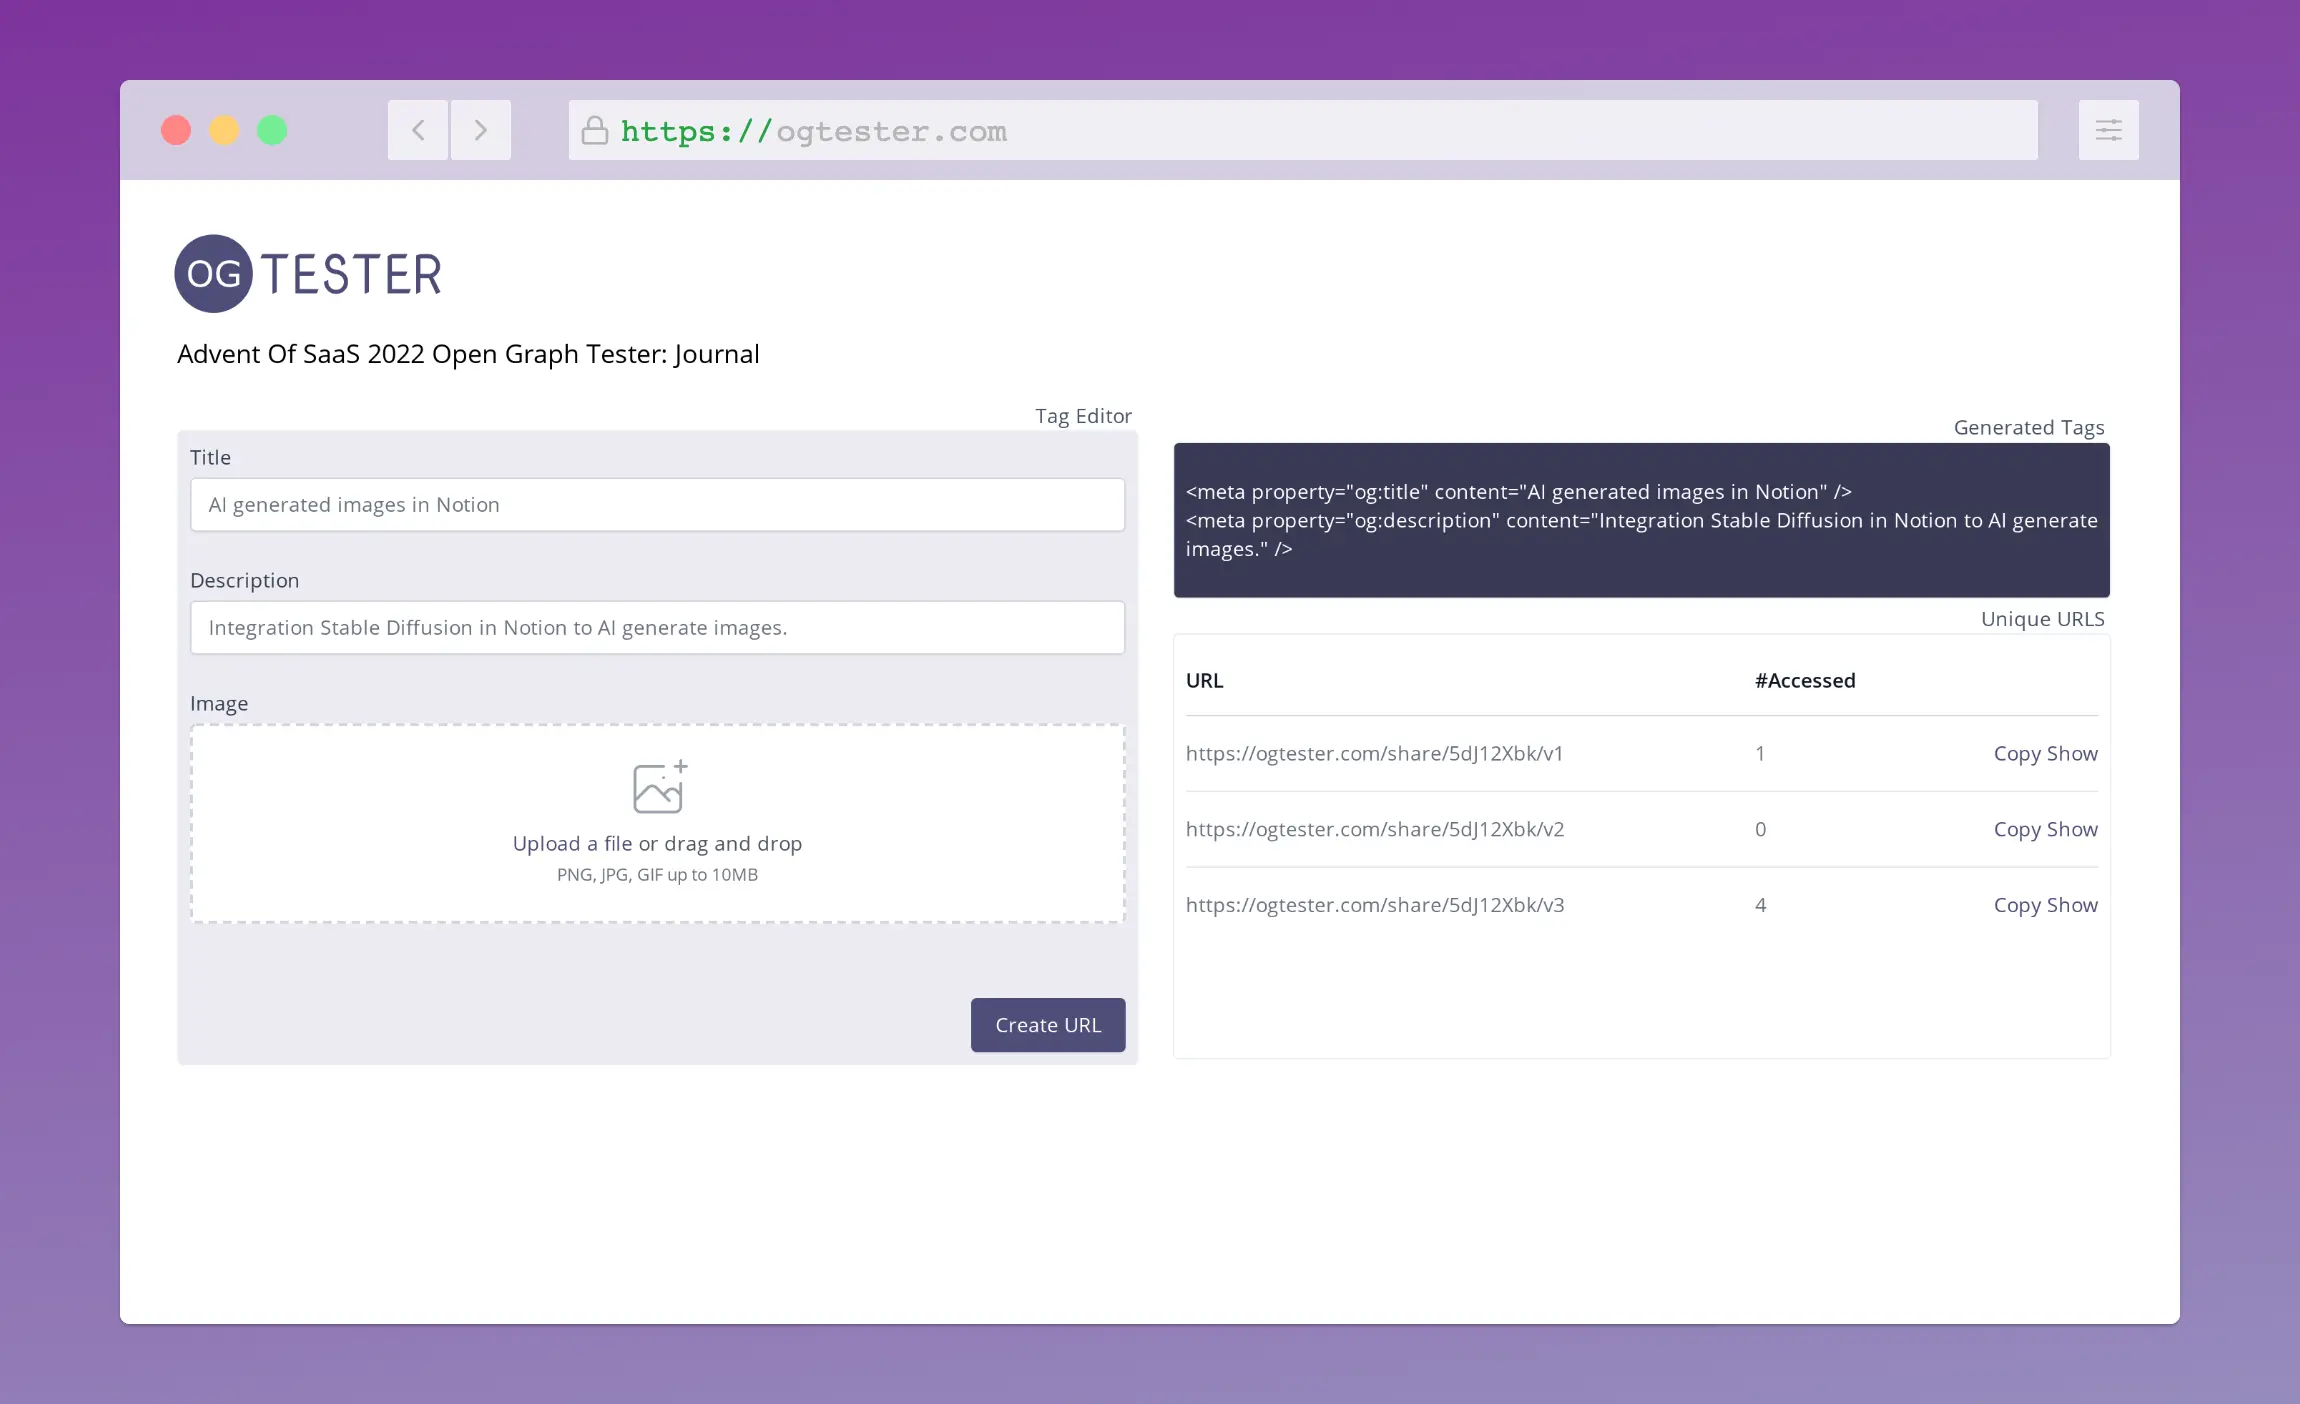 https://ogtester.com
OG TESTER
Advent Of SaaS 2022 Open Graph Tester: Journal
Tag Editor
Title
AI generated images in Notion
Description
Integration Stable Diffusion in Notion to AI generate images.
Image
Upload a file or drag and drop
PNG, JPG, GIF up to 10MB
Create URL
Generated Tags
<meta property="og:title" content="AI generated images in Notion" />
<meta property="og:description" content="Integration Stable Diffusion in Notion to AI generate
images." />
Unique URLS
URL #Accessed
https://ogtester.com/share/5dJ12Xbk/v1 1 Copy Show
https://ogtester.com/share/5dJ12Xbk/v2 0 Copy Show
https://ogtester.com/share/5dJ12Xbk/v3 4 Copy Show